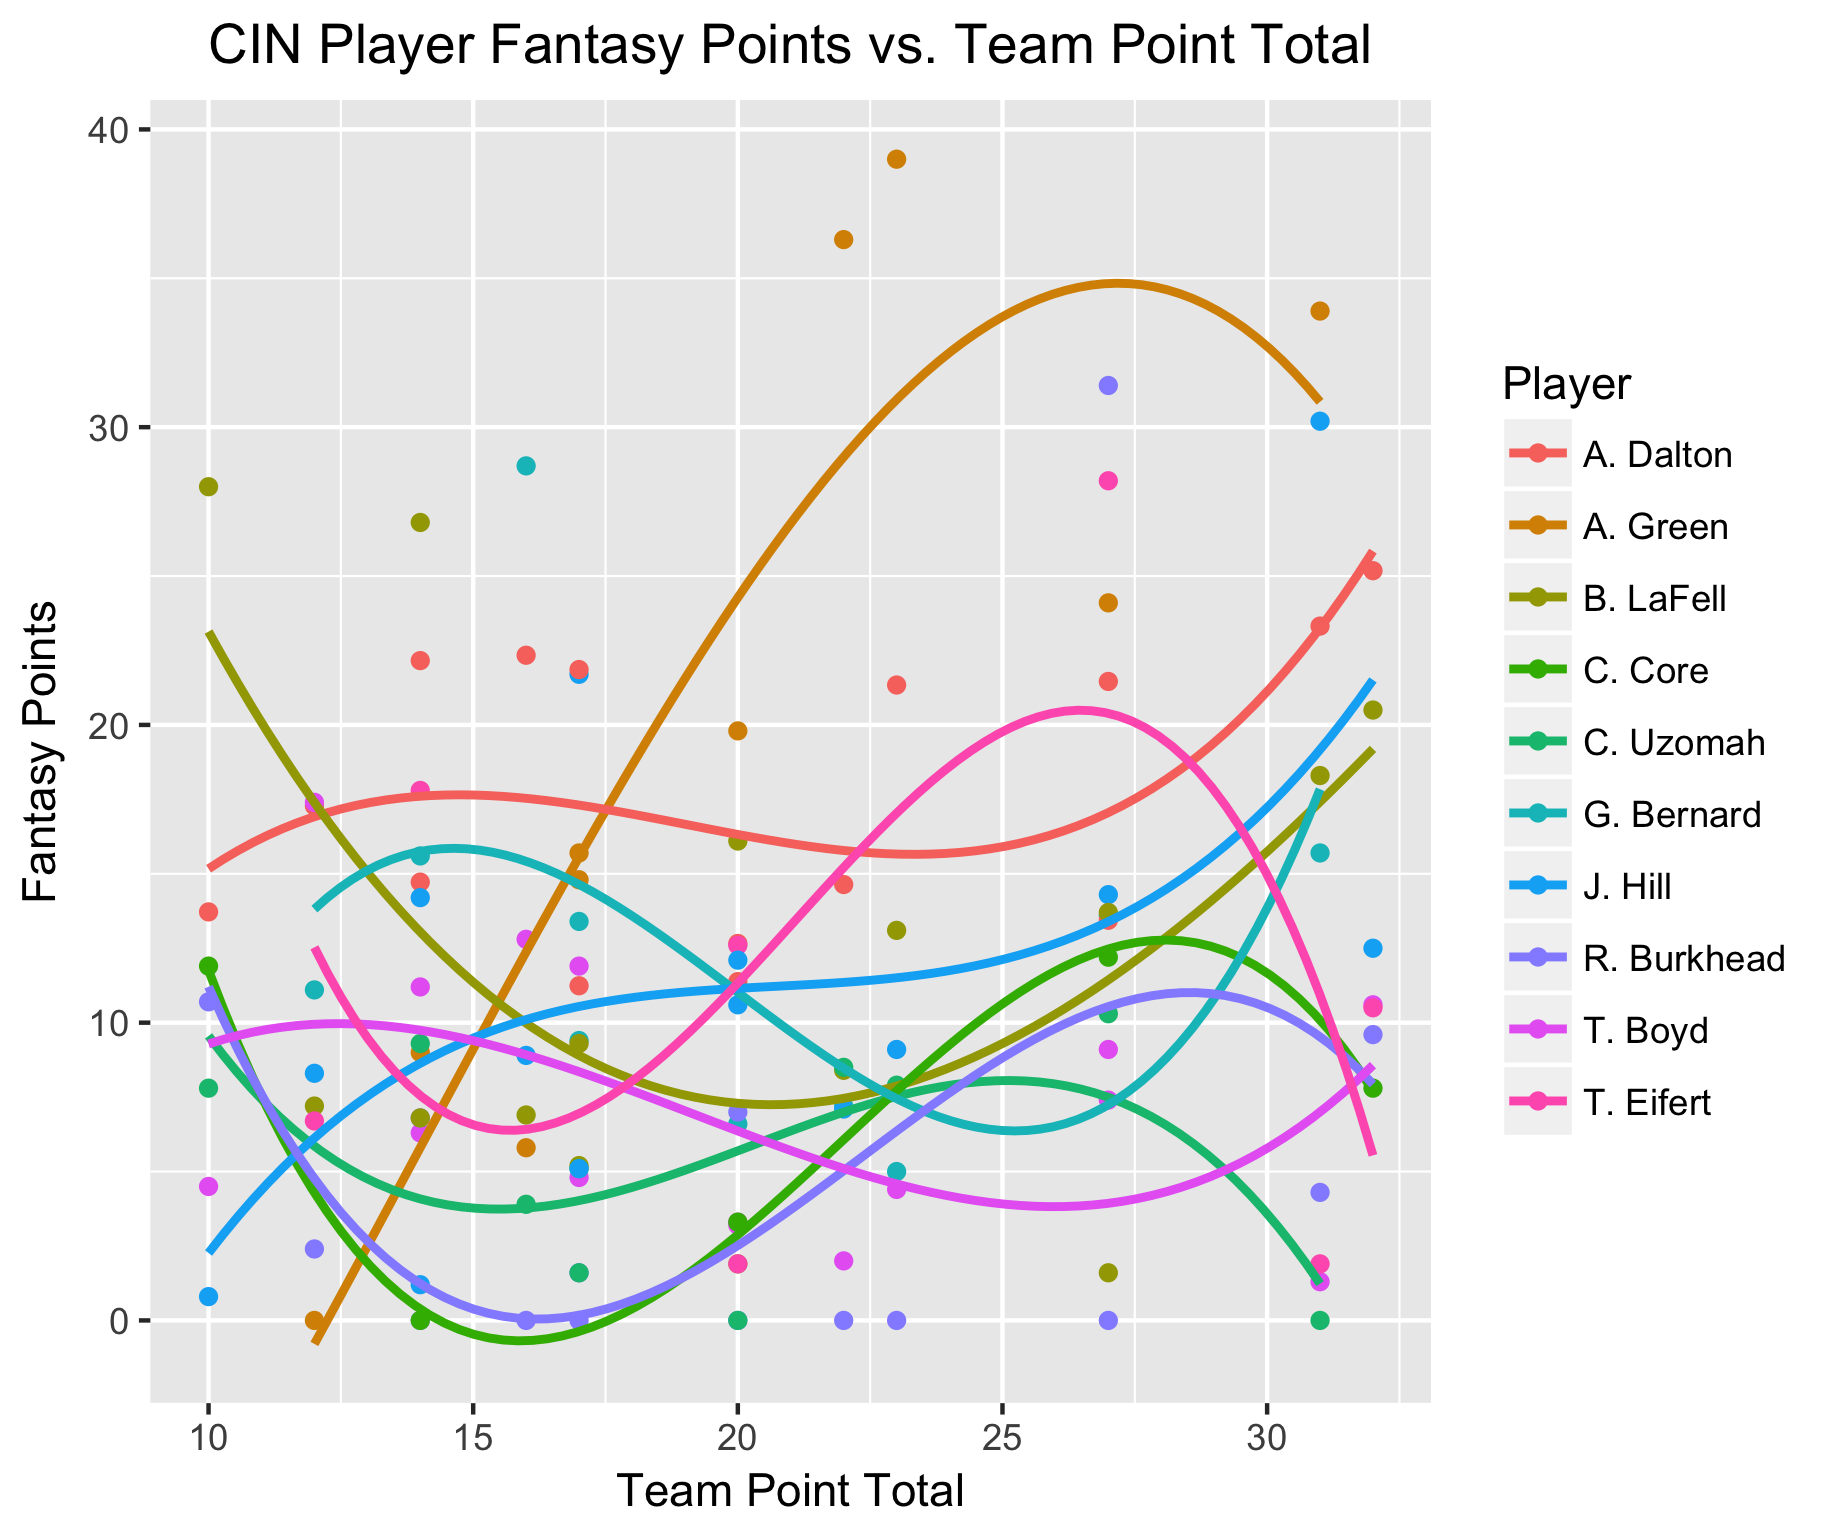 CIN Player Fantasy Points vs. Team Point Total
Fantasy Points
40
30
20
10
0
10 15 20 25 30
Team Point Total
Player
A. Dalton
A. Green
B. LaFell
C. Core
C. Uzomah
G. Bernard
J. Hill
R. Burkhead
T. Boyd
T. Eifert